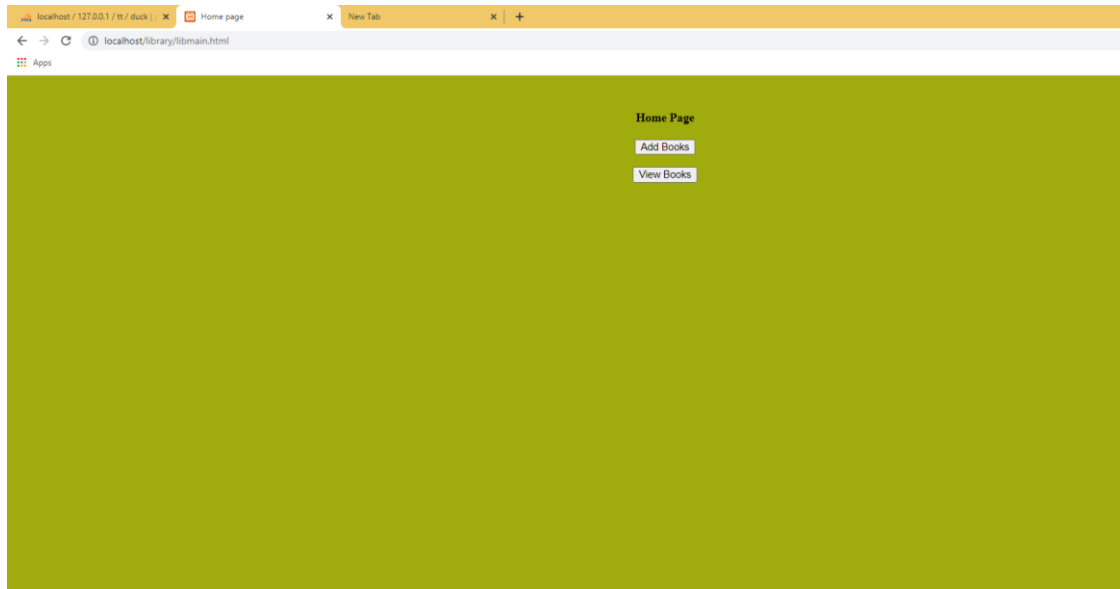 localhost / 127.0.0.1 / tt / duck |
Home page
New Tab
localhost/library/libmain.html
Apps
Home Page
Add Books
View Books